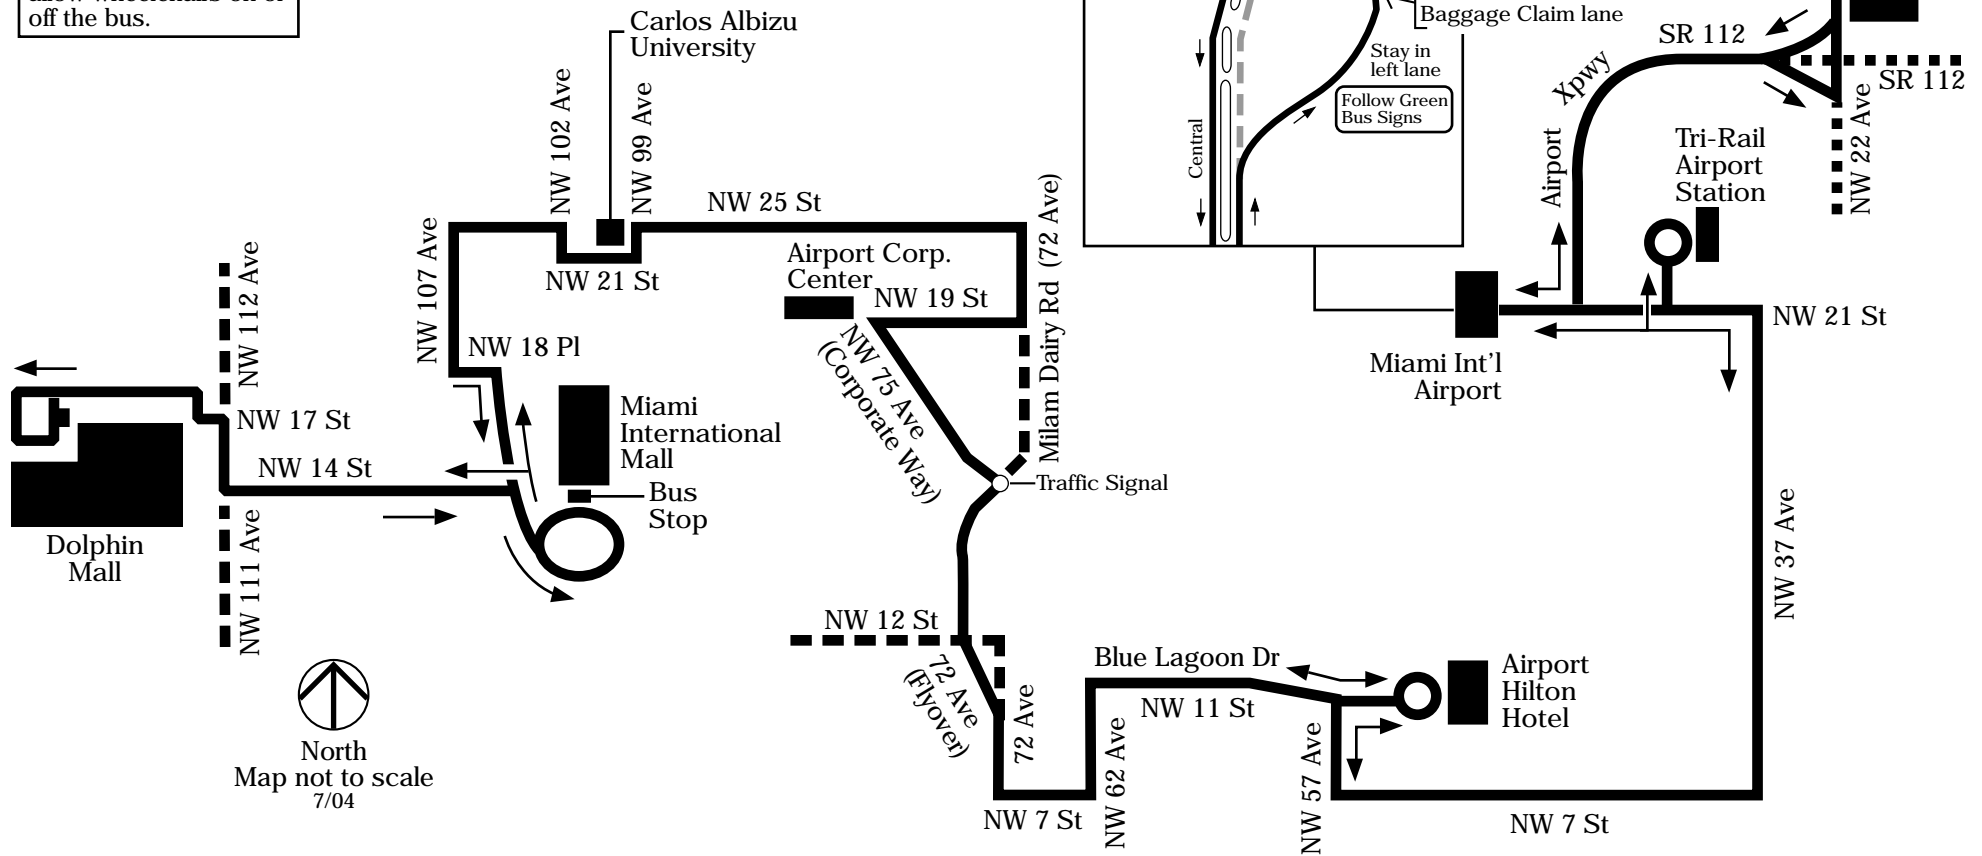 off the bus.
Carlos Albizu
University
NW 102 Ave
NW 99 Ave
NW 25 St
NW 21 St
NW 107 Ave
NW 18 Pl
NW 112 Ave
NW 17 St
NW 14 St
NW 111 Ave
Dolphin
Mall
Miami
International
Mall
Bus
Stop
North
Map not to scale
7/04
Airport Corp.
Center
NW 19 St
NW 75 Ave
(Corporate Way)
Milam Dairy Rd (72 Ave)
Traffic Signal
NW 12 St
72 Ave
(Flyover)
72 Ave
NW 7 St
NW 62 Ave
Blue Lagoon Dr
NW 11 St
NW 57 Ave
Airport
Hilton
Hotel
NW 7 St
NW 37 Ave
NW 21 St
Miami Int'l
Airport
Baggage Claim lane
Stay in
left lane
Follow Green
Bus Signs
Central
Airport
Xpwy
SR 112
SR 112
NW 22 Ave
Tri-Rail
Airport
Station